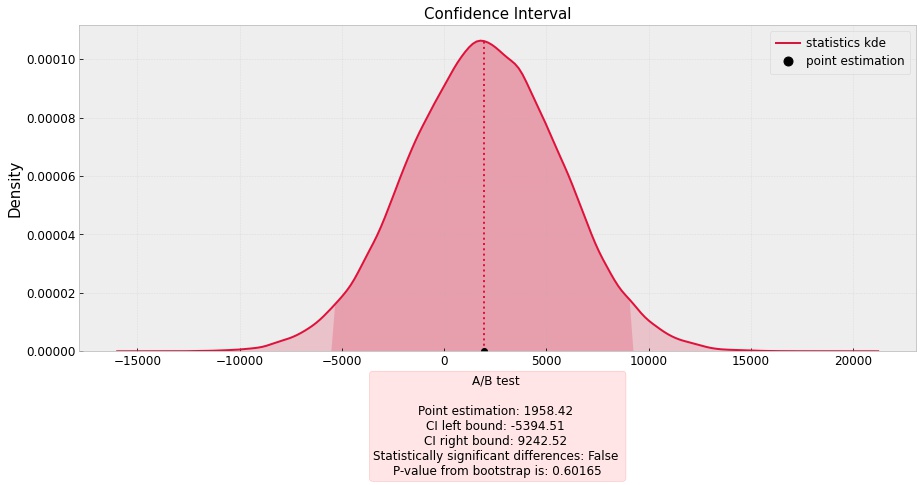 Confidence Interval
statistics kde
point estimation
Density
0.00010
0.00008
0.00006
0.00004
0.00002
0.00000
−15000 −10000 −5000 0 5000 10000 15000 20000
A/B test
Point estimation: 1958.42
CI left bound: -5394.51
CI right bound: 9242.52
Statistically significant differences: False
P-value from bootstrap is: 0.60165